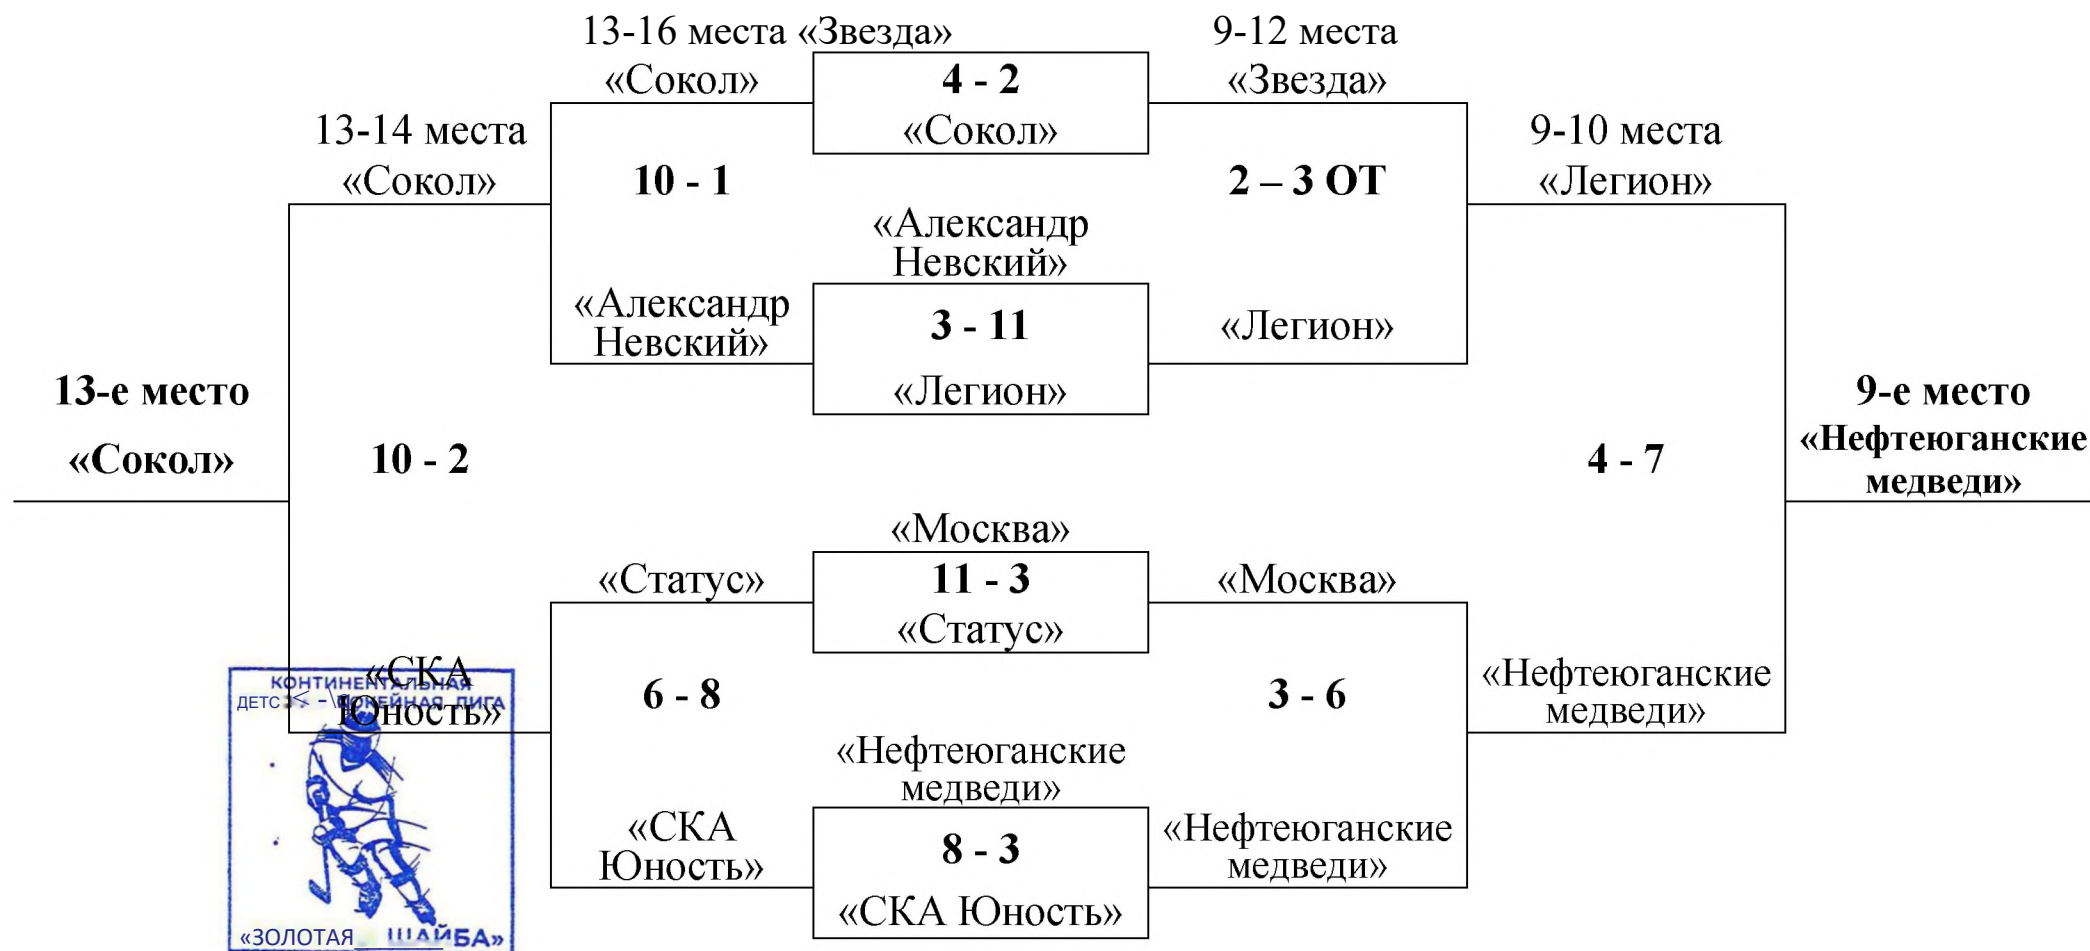 13-16 места «Звезда»
9-12 места
«Сокол»
4 - 2
«Звезда»
13-14 места
«Сокол»
9-10 места
«Сокол»
10 - 1
2 – 3 ОТ
«Легион»
«Александр
Невский»
«Александр
Невский»
3 - 11
«Легион»
13-е место
«Легион»
9-е место
«Сокол»
10 - 2
4 - 7
«Нефтеюганские
медведи»
«Москва»
«Статус»
11 - 3
«Москва»
«Статус»
«СКА
Юность»
6 - 8
3 - 6
«Нефтеюганские
медведи»
«Нефтеюганские
медведи»
«СКА
Юность»
8 - 3
«Нефтеюганские
медведи»
«СКА Юность»
КОНТИНЕНТАЛЬНАЯ
ЛИГА
«ЗОЛОТАЯ ШАЙБА»